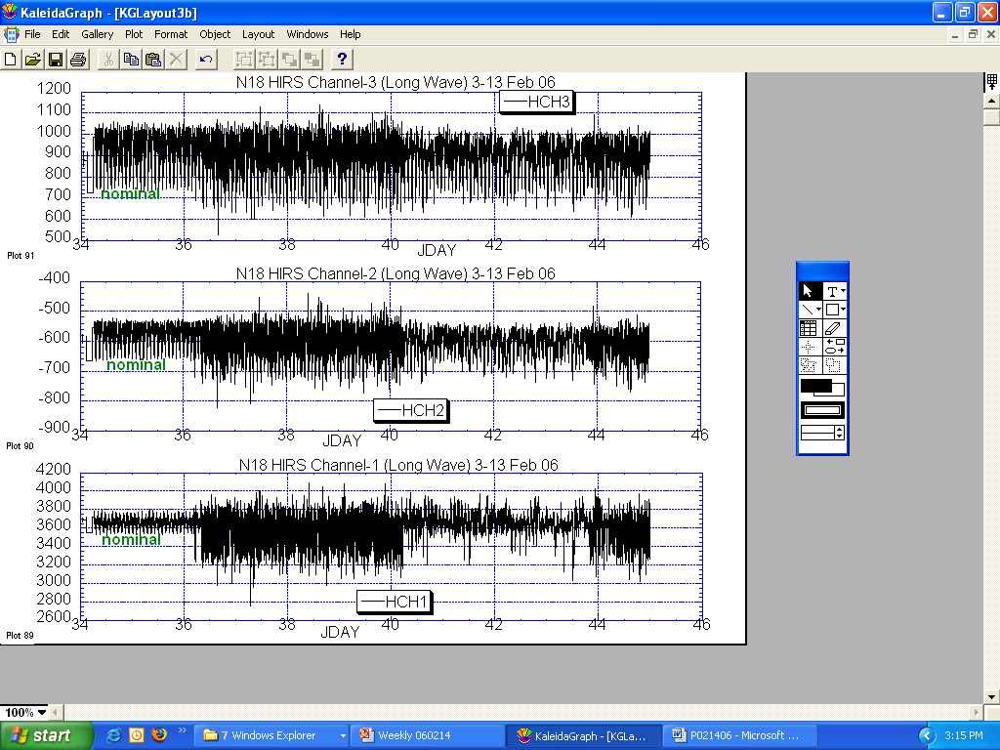 KaleidaGraph - [KGLayout3b]
File Edit Gallery Plot Format Object Layout Windows Help
N18 HIRS Channel-3 (Long Wave) 3-13 Feb 06
HCH3
1200
1100
1000
900
800
700
600
500
nominal
34 36 38 40 42 44 46
JDAY
Plot 91
N18 HIRS Channel-2 (Long Wave) 3-13 Feb 06
-400
-500
-600
-700
-800
-900
nominal
HCH2
34 36 38 40 42 44 46
JDAY
Plot 90
N18 HIRS Channel-1 (Long Wave) 3-13 Feb 06
4200
4000
3800
3600
3400
3200
3000
2800
2600
nominal
HCH1
34 36 38 40 42 44 46
JDAY
Plot 89
T
100%
start
7 Windows Explorer
Weekly 060214
KaleidaGraph - [KGLa...
P021406 - Microsoft ...
3:15 PM